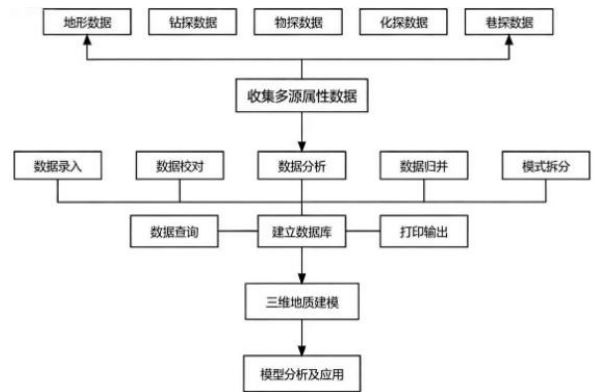 地形数据
钻探数据
物探数据
化探数据
巷探数据
收集多源属性数据
数据录入
数据校对
数据分析
数据归并
模式拆分
数据查询
建立数据库
打印输出
三维地质建模
模型分析及应用